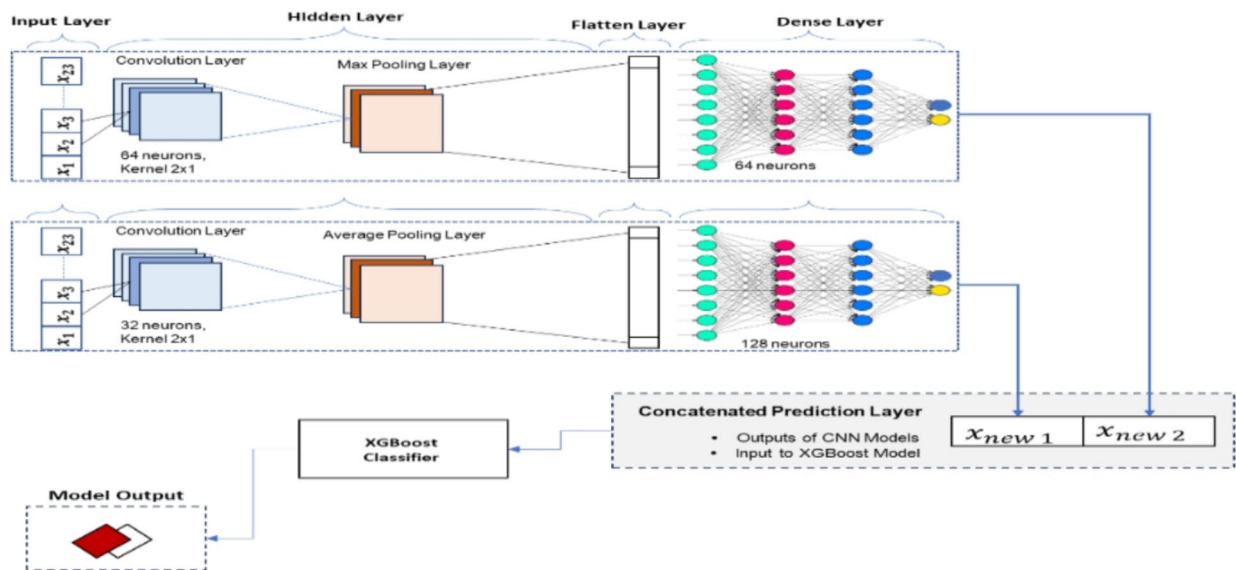 Input Layer
Hidden Layer
Flatten Layer
Dense Layer
x23
x3
x2
x1
Convolution Layer
64 neurons,
Kernel 2x1
Max Pooling Layer
64 neurons
x23
x3
x2
x1
Convolution Layer
32 neurons,
Kernel 2x1
Average Pooling Layer
128 neurons
Concatenated Prediction Layer
• Outputs of CNN Models
• Input to XGBoost Model
xnew 1
xnew 2
XGBoost
Classifier
Model Output